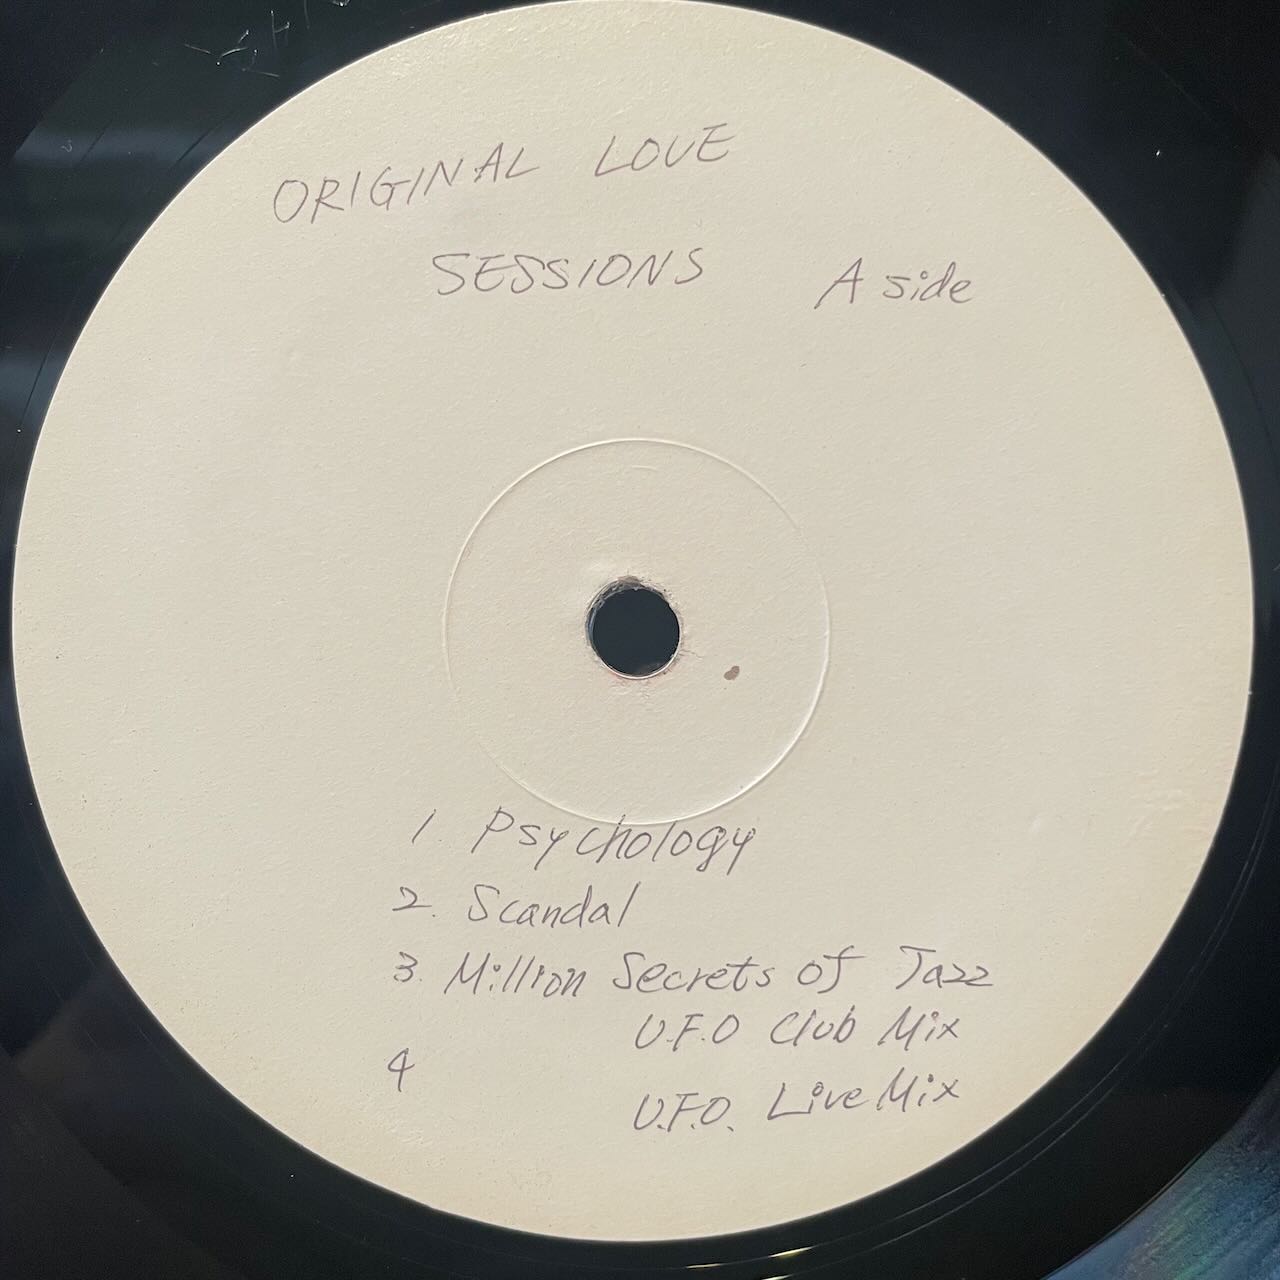 ORIGINAL LOVE
SESSIONS A side
1 Psychology
2. Scandal
3. Million Secrets of Jazz
U.F.O Club Mix
4
U.F.O. Live Mix